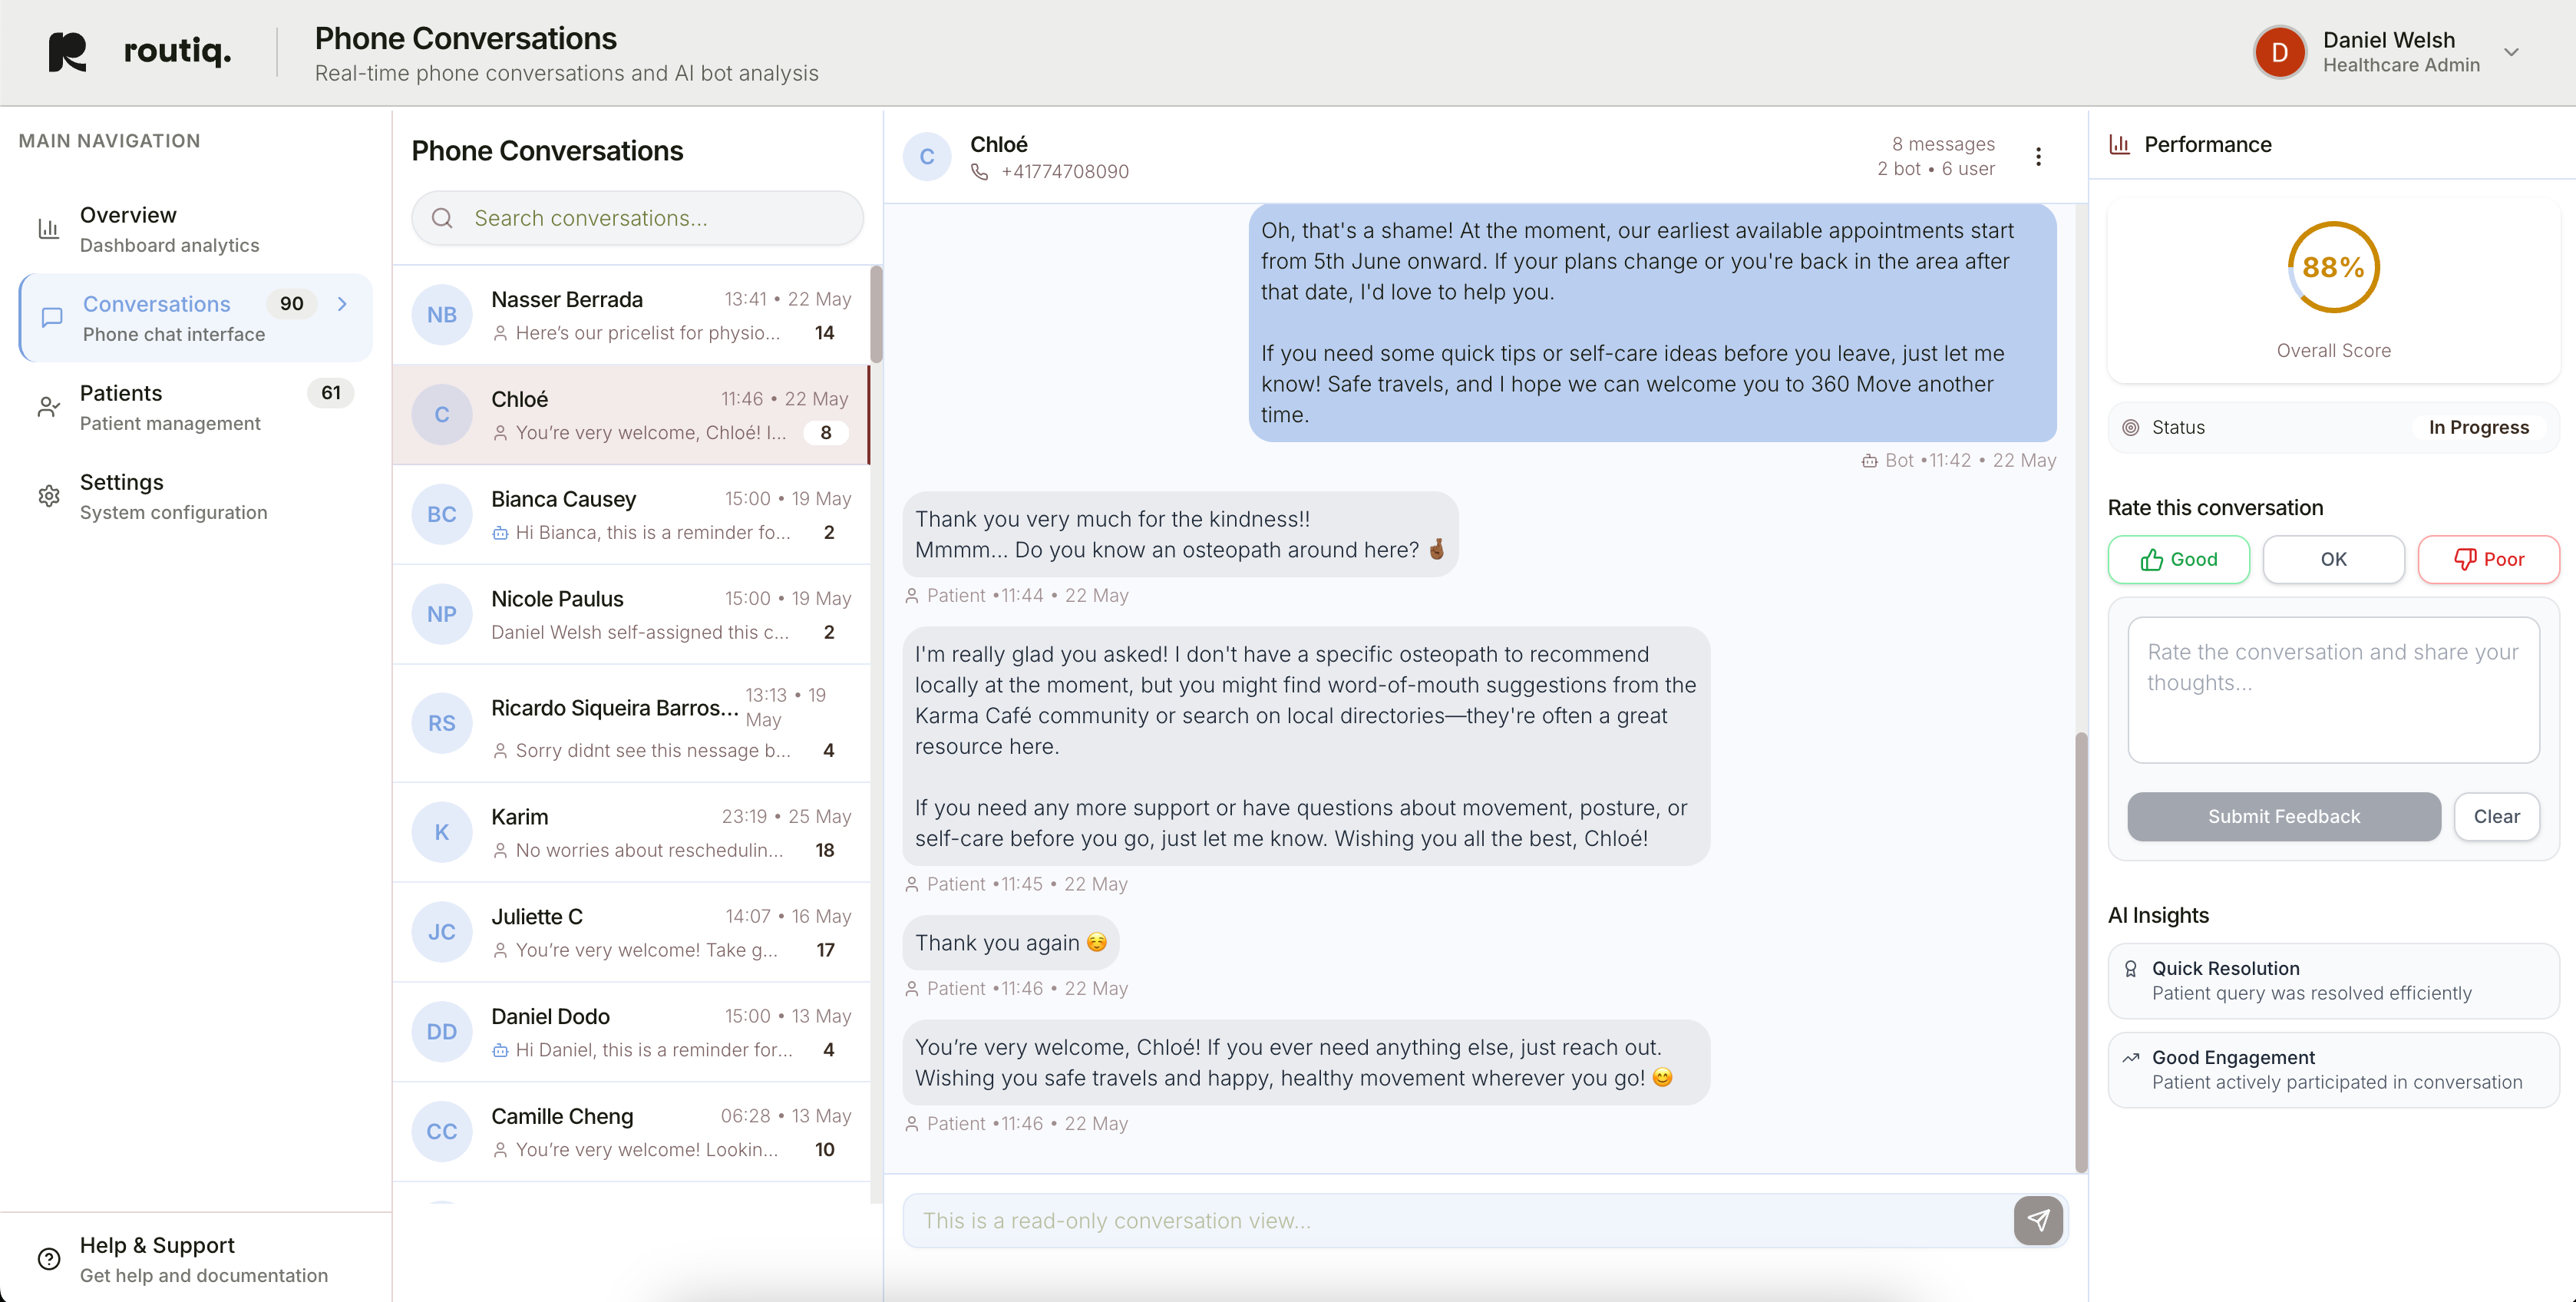 routiq.
Phone Conversations
Real-time phone conversations and AI bot analysis
D
Daniel Welsh
Healthcare Admin
MAIN NAVIGATION
Overview
Dashboard analytics
Conversations 90
Phone chat interface
Patients 61
Patient management
Settings
System configuration
Help & Support
Get help and documentation
Phone Conversations
Search conversations...
NB
Nasser Berrada 13:41 • 22 May
Here’s our pricelist for physio... 14
C
Chloé 11:46 • 22 May
You’re very welcome, Chloé! I... 8
BC
Bianca Causey 15:00 • 19 May
Hi Bianca, this is a reminder fo... 2
NP
Nicole Paulus 15:00 • 19 May
Daniel Welsh self-assigned this c... 2
RS
Ricardo Siqueira Barros... 13:13 • 19
May
Sorry didnt see this nessage b... 4
K
Karim 23:19 • 25 May
No worries about reschedulin... 18
JC
Juliette C 14:07 • 16 May
You’re very welcome! Take g... 17
DD
Daniel Dodo 15:00 • 13 May
Hi Daniel, this is a reminder for... 4
CC
Camille Cheng 06:28 • 13 May
You’re very welcome! Lookin... 10
C
Chloé
+41774708090
8 messages
2 bot • 6 user
Oh, that's a shame! At the moment, our earliest available appointments start
from 5th June onward. If your plans change or you're back in the area after
that date, I'd love to help you.
If you need some quick tips or self-care ideas before you leave, just let me
know! Safe travels, and I hope we can welcome you to 360 Move another
time.
Bot •11:42 • 22 May
Thank you very much for the kindness!!
Mmmm... Do you know an osteopath around here? 🤞🏾
Patient •11:44 • 22 May
I'm really glad you asked! I don't have a specific osteopath to recommend
locally at the moment, but you might find word-of-mouth suggestions from the
Karma Café community or search on local directories—they're often a great
resource here.
If you need any more support or have questions about movement, posture, or
self-care before you go, just let me know. Wishing you all the best, Chloé!
Patient •11:45 • 22 May
Thank you again ☺️
Patient •11:46 • 22 May
You’re very welcome, Chloé! If you ever need anything else, just reach out.
Wishing you safe travels and happy, healthy movement wherever you go! 😊
Patient •11:46 • 22 May
This is a read-only conversation view...
Performance
88%
Overall Score
Status In Progress
Rate this conversation
Good OK Poor
Rate the conversation and share your
thoughts...
Submit Feedback Clear
AI Insights
Quick Resolution
Patient query was resolved efficiently
Good Engagement
Patient actively participated in conversation